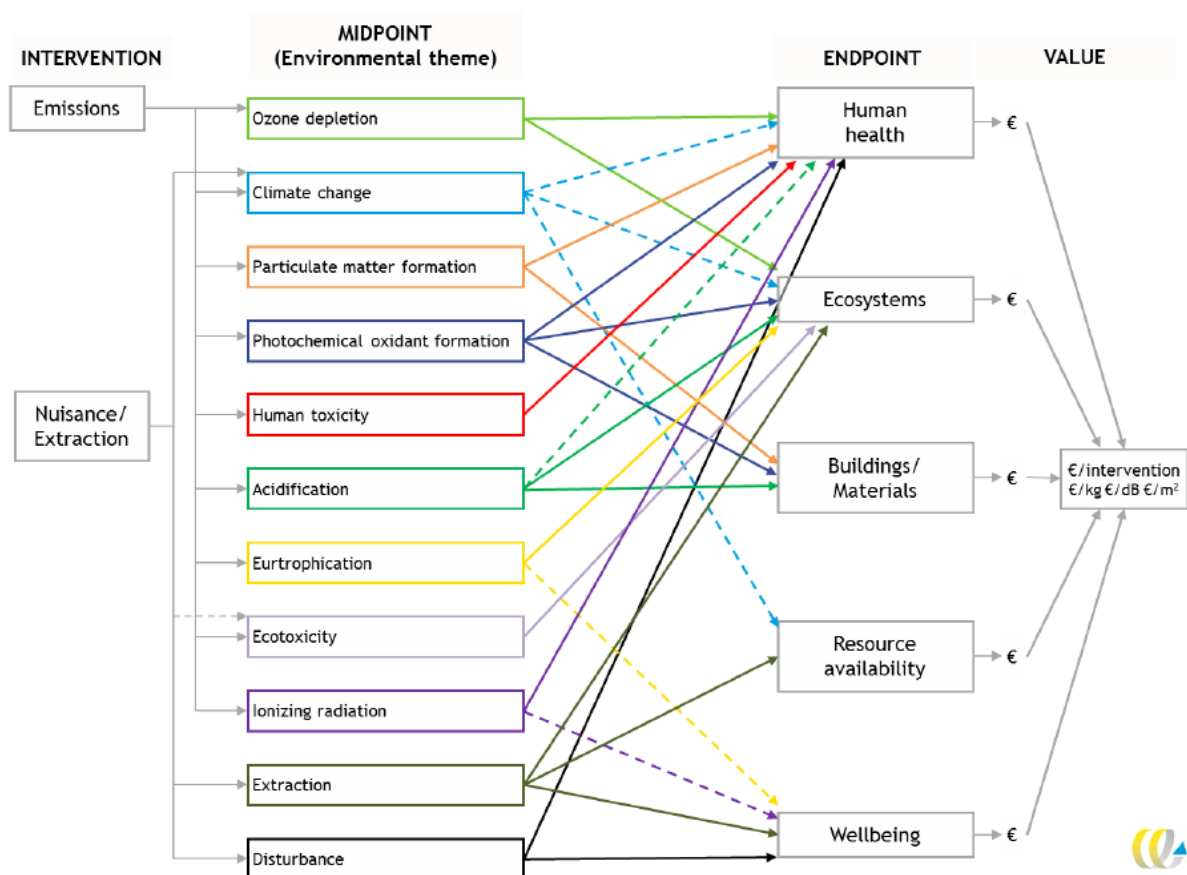 INTERVENTION
MIDPOINT
(Environmental theme)
ENDPOINT
VALUE
Emissions
Nuisance/
Extraction
Ozone depletion
Climate change
Particulate matter formation
Photochemical oxidant formation
Human toxicity
Acidification
Eurtrophication
Ecotoxicity
Ionizing radiation
Extraction
Disturbance
Human
health
Ecosystems
Buildings/
Materials
Resource
availability
Wellbeing
€
€
€
€
€
€/intervention
€/kg €/dB €/m²